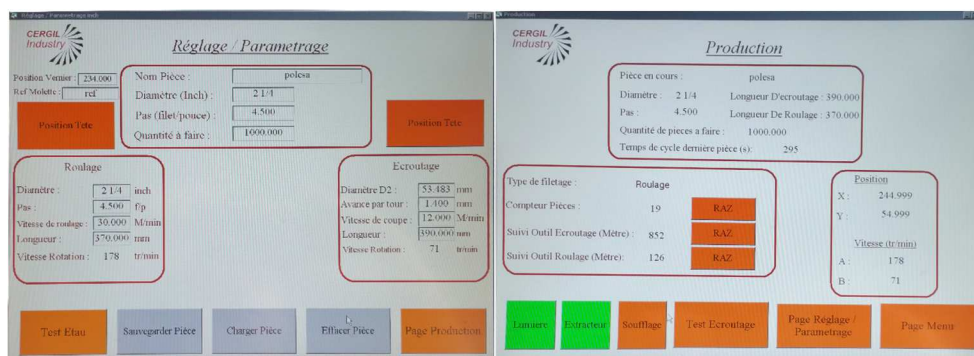 Réglage / Parametrage inch
CERGIL
Industry
Réglage / Parametrage
Position Vernier : 234.000
Ref Molette : ref
Position Tete
Nom Pièce : polesa
Diamètre (Inch) : 2 1/4
Pas (filet/pouce) : 4.500
Quantité à faire : 1000.000
Position Tete
Roulage
Diamètre : 2 1/4 inch
Pas : 4.500 f/p
Vitesse de roulage : 30.000 M/min
Longueur : 370.000 mm
Vitesse Rotation : 178 tr/min
Ecroutage
Diamètre D2 : 53.483 mm
Avance par tour : 1.400 mm
Vitesse de coupe : 12.000 M/min
Longueur : 390.000 mm
Vitesse Rotation : 71 tr/min
Test Etau
Sauvegarder Pièce
Charger Pièce
Effacer Pièce
Page Production
Production
CERGIL
Industry
Production
Pièce en cours : polesa
Diamètre : 2 1/4 Longueur D'ecroutage : 390.000
Pas : 4.500 Longueur De Roulage : 370.000
Quantité de pieces a faire : 1000.000
Temps de cycle dernière pièce (s): 295
Type de filetage : Roulage
Compteur Pièces : 19 RAZ
Suivi Outil Ecroutage (Mètre) : 852 RAZ
Suivi Outil Roulage (Mètre) : 126 RAZ
Position
X : 244.999
Y : 54.999
Vitesse (tr/min)
A : 178
B : 71
Lumiere
Extracteur
Soufflage
Test Ecroutage
Page Réglage /
Parametrage
Page Menu